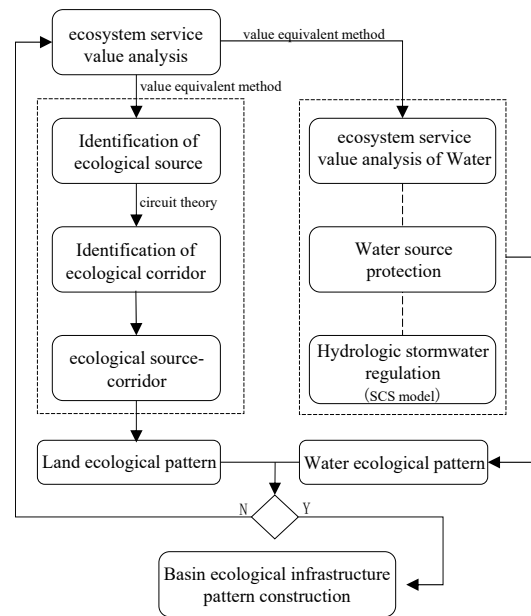 ecosystem service
value analysis
value equivalent method
value equivalent method
Identification of
ecological source
circuit theory
Identification of
ecological corridor
ecological source-
corridor
ecosystem service
value analysis of Water
Water source
protection
Hydrologic stormwater
regulation
(SCS model)
Land ecological pattern
Water ecological pattern
N
Y
Basin ecological infrastructure
pattern construction